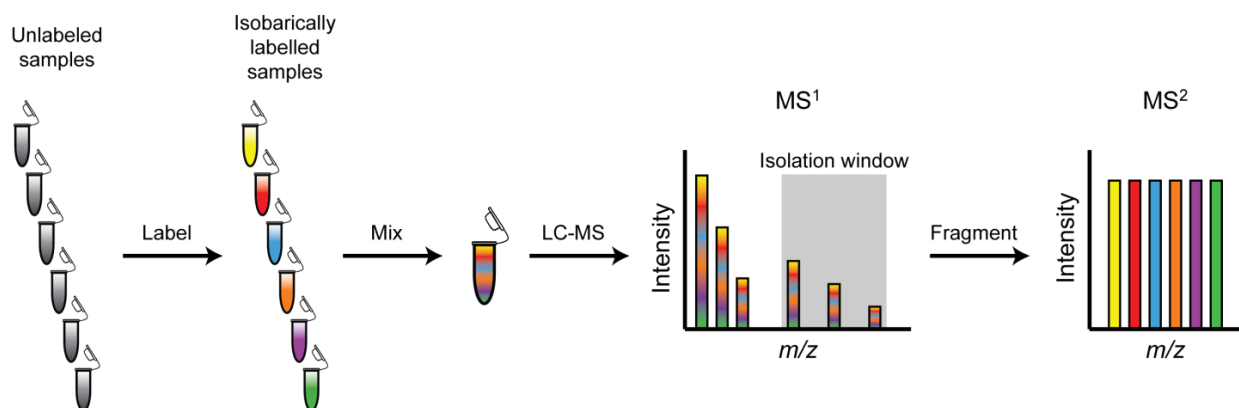 Unlabeled
samples
Isobarically
labelled
samples
Label
Mix
LC-MS
MS¹
Isolation window
Intensity
m/z
Fragment
MS²
Intensity
m/z